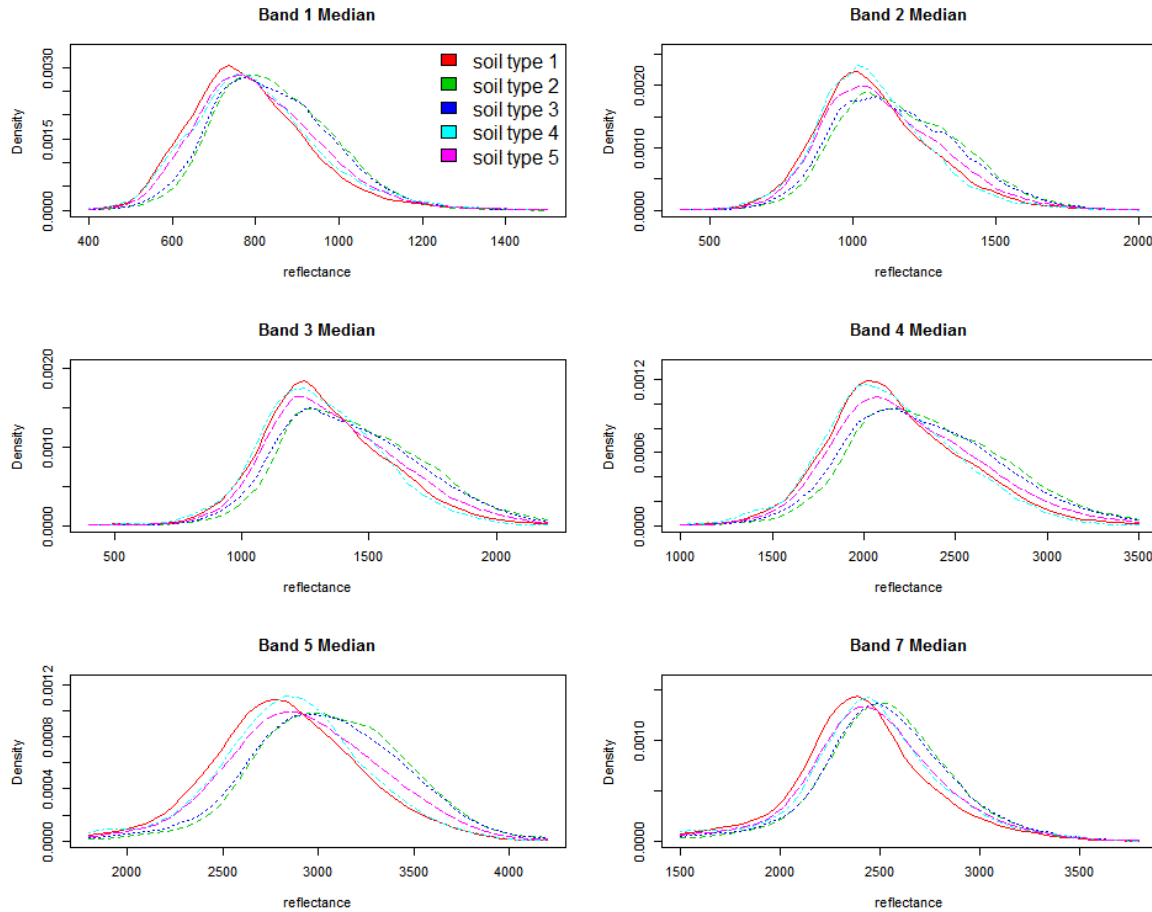 Band 1 Median
Density
0.0000 0.0015 0.0030
soil type 1
soil type 2
soil type 3
soil type 4
soil type 5
400 600 800 1000 1200 1400
reflectance
Band 2 Median
Density
0.0000 0.0010 0.0020
500 1000 1500 2000
reflectance
Band 3 Median
Density
0.0000 0.0010 0.0020
500 1000 1500 2000
reflectance
Band 4 Median
Density
0.0000 0.0006 0.0012
1000 1500 2000 2500 3000 3500
reflectance
Band 5 Median
Density
0.0000 0.0004 0.0008 0.0012
2000 2500 3000 3500 4000
reflectance
Band 7 Median
Density
0.0000 0.0010
1500 2000 2500 3000 3500
reflectance